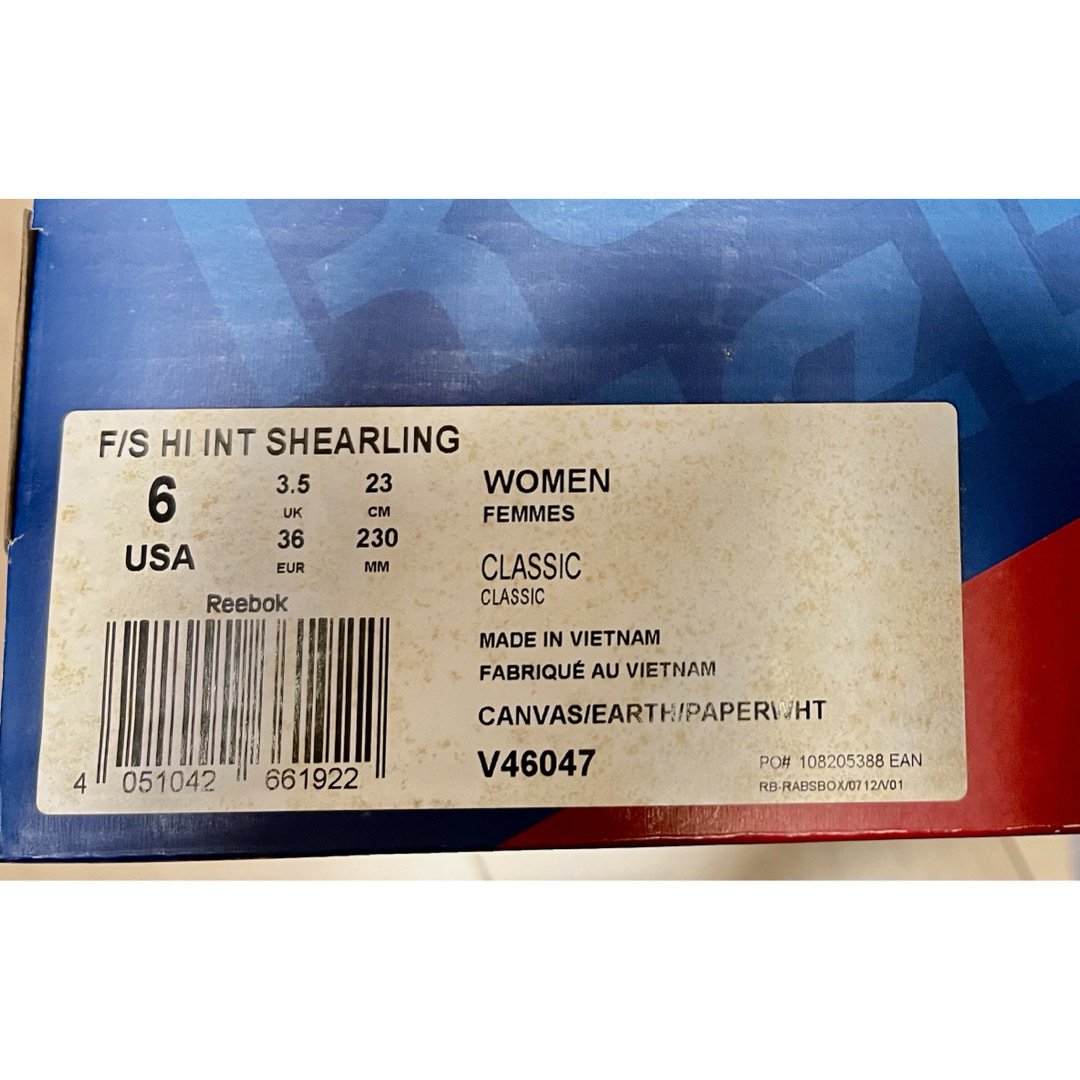 F/S HI INT SHEARLING
6
USA
3.5
UK
36
EUR
23
CM
230
MM
WOMEN
FEMMES
CLASSIC
CLASSIC
Reebok
4 051042 661922
MADE IN VIETNAM
FABRIQUÉ AU VIETNAM
CANVAS/EARTH/PAPERWHT
V46047
PO# 108205388 EAN
RB-RABSBOX/0712/V01